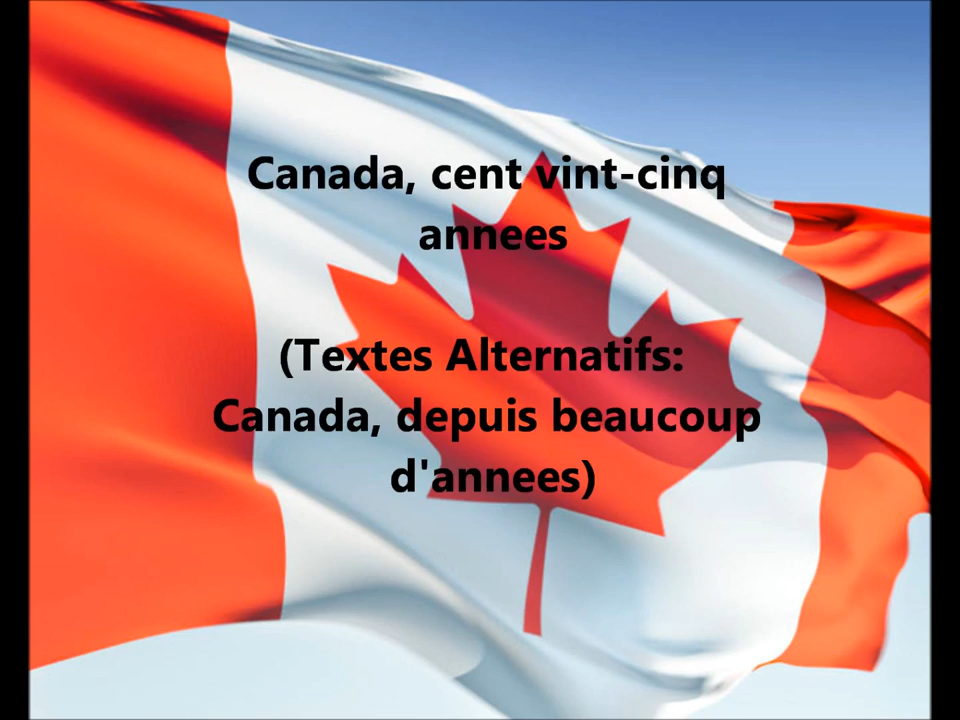 Canada, cent vint-cinq
annees
(Textes Alternatifs:
Canada, depuis beaucoup
d'annees)